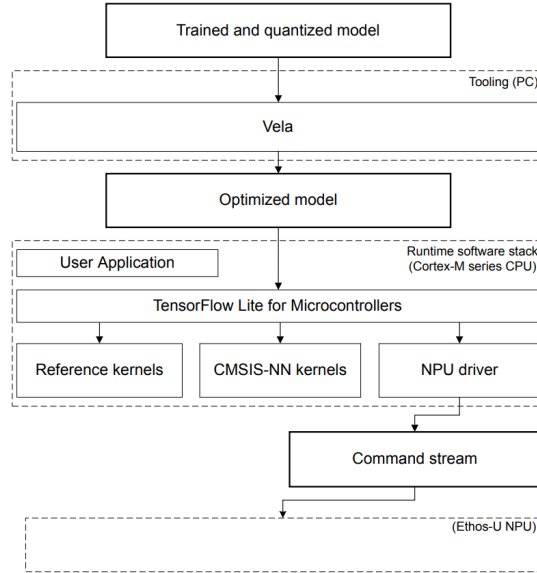 Trained and quantized model
Tooling (PC)
Vela
Optimized model
Runtime software stack
(Cortex-M series CPU)
User Application
TensorFlow Lite for Microcontrollers
Reference kernels
CMSIS-NN kernels
NPU driver
Command stream
(Ethos-U NPU)